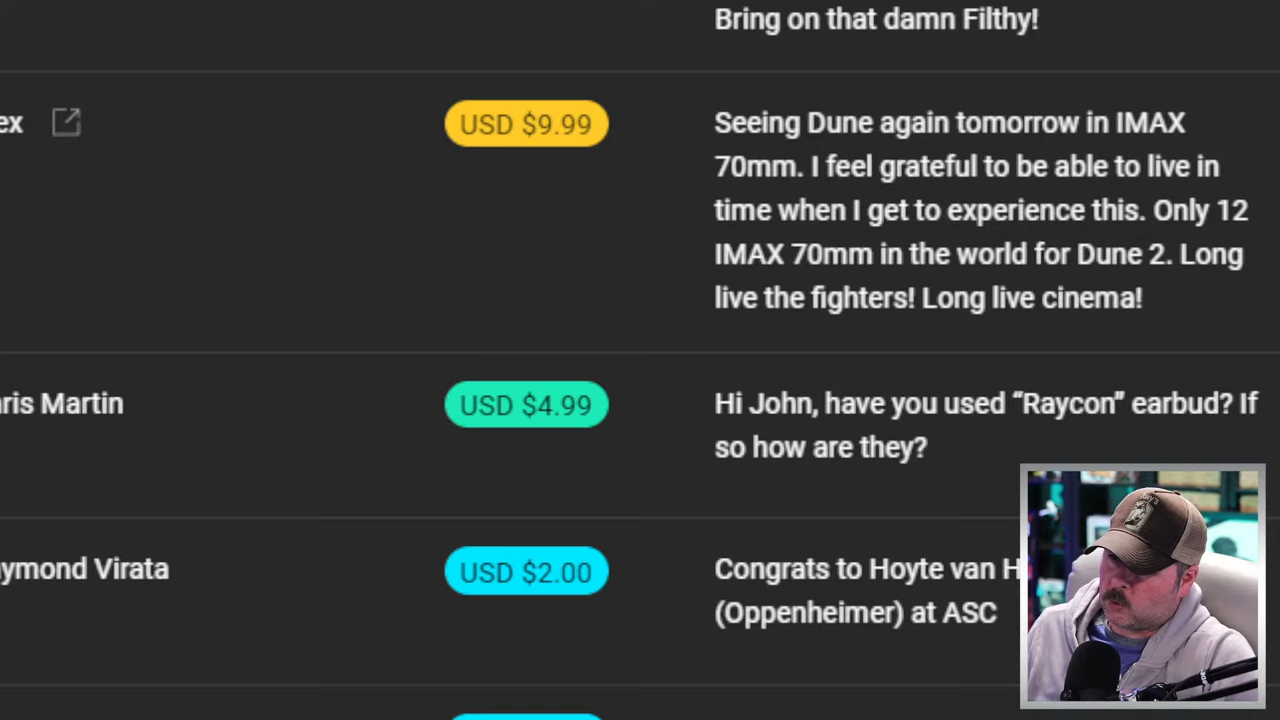 Bring on that damn Filthy!
ex
USD $9.99
Seeing Dune again tomorrow in IMAX
70mm. I feel grateful to be able to live in
time when I get to experience this. Only 12
IMAX 70mm in the world for Dune 2. Long
live the fighters! Long live cinema!
ris Martin
USD $4.99
Hi John, have you used “Raycon” earbud? If
so how are they?
ymond Virata
USD $2.00
Congrats to Hoyte van H
(Oppenheimer) at ASC